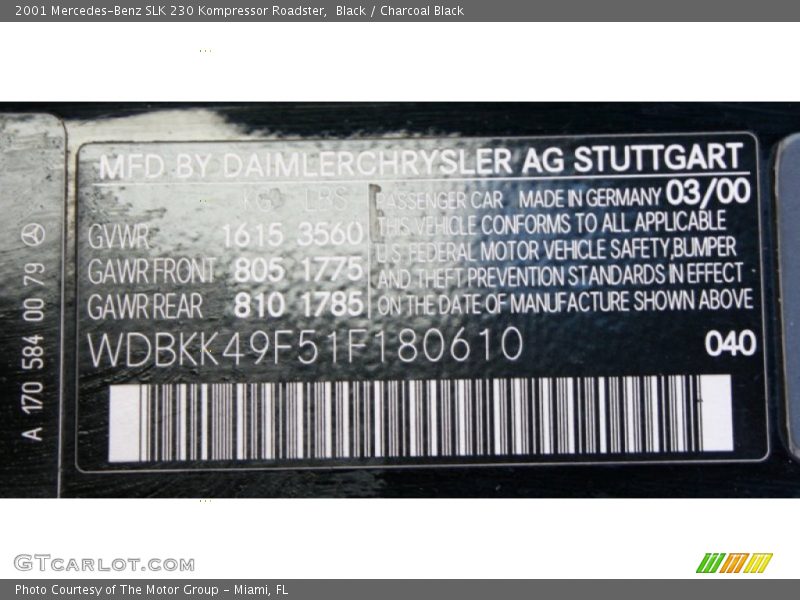 2001 Mercedes-Benz SLK 230 Kompressor Roadster,  Black / Charcoal Black
MFD BY DAIMLERCHRYSLER AG STUTTGART
KG LBS
GVWR 1615 3560
GAWR FRONT 805 1775
GAWR REAR 810 1785
PASSENGER CAR MADE IN GERMANY 03/00
THIS VEHICLE CONFORMS TO ALL APPLICABLE
U.S. FEDERAL MOTOR VEHICLE SAFETY, BUMPER
AND THEFT PREVENTION STANDARDS IN EFFECT
ON THE DATE OF MANUFACTURE SHOWN ABOVE
WDBKK49F51F180610 040
A 170 584 00 79
GTCARLOT.COM
Photo Courtesy of The Motor Group - Miami, FL